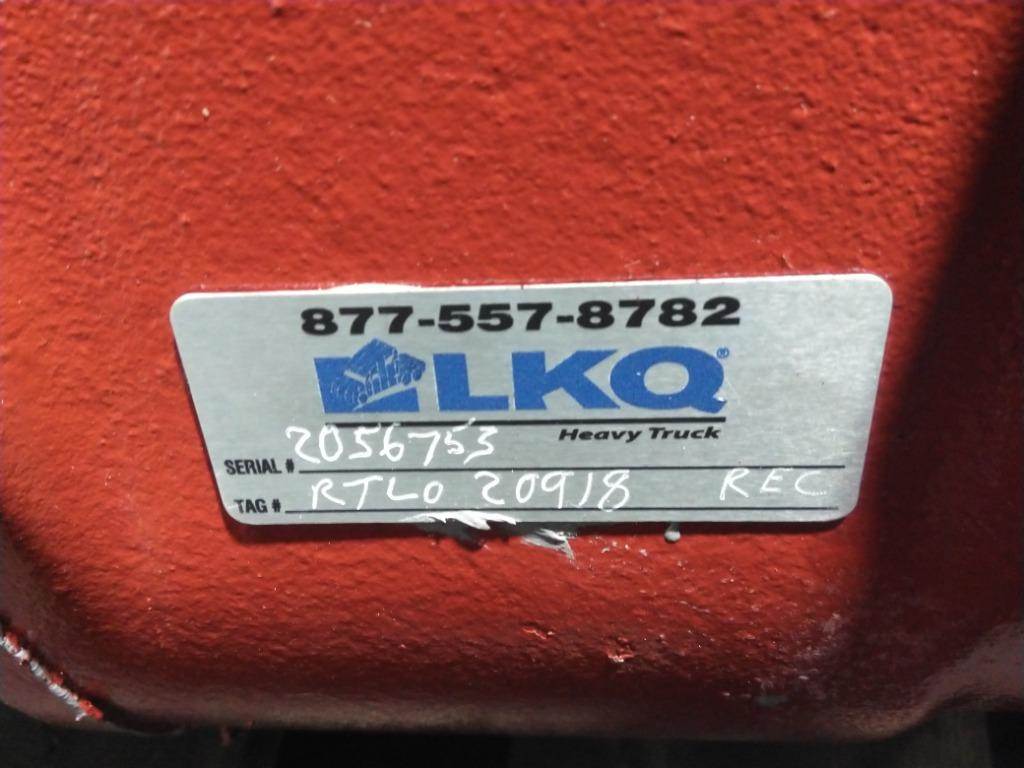 877-557-8782
LKQ®
Heavy Truck
SERIAL # 2056753
TAG # RTLO 20918 REC